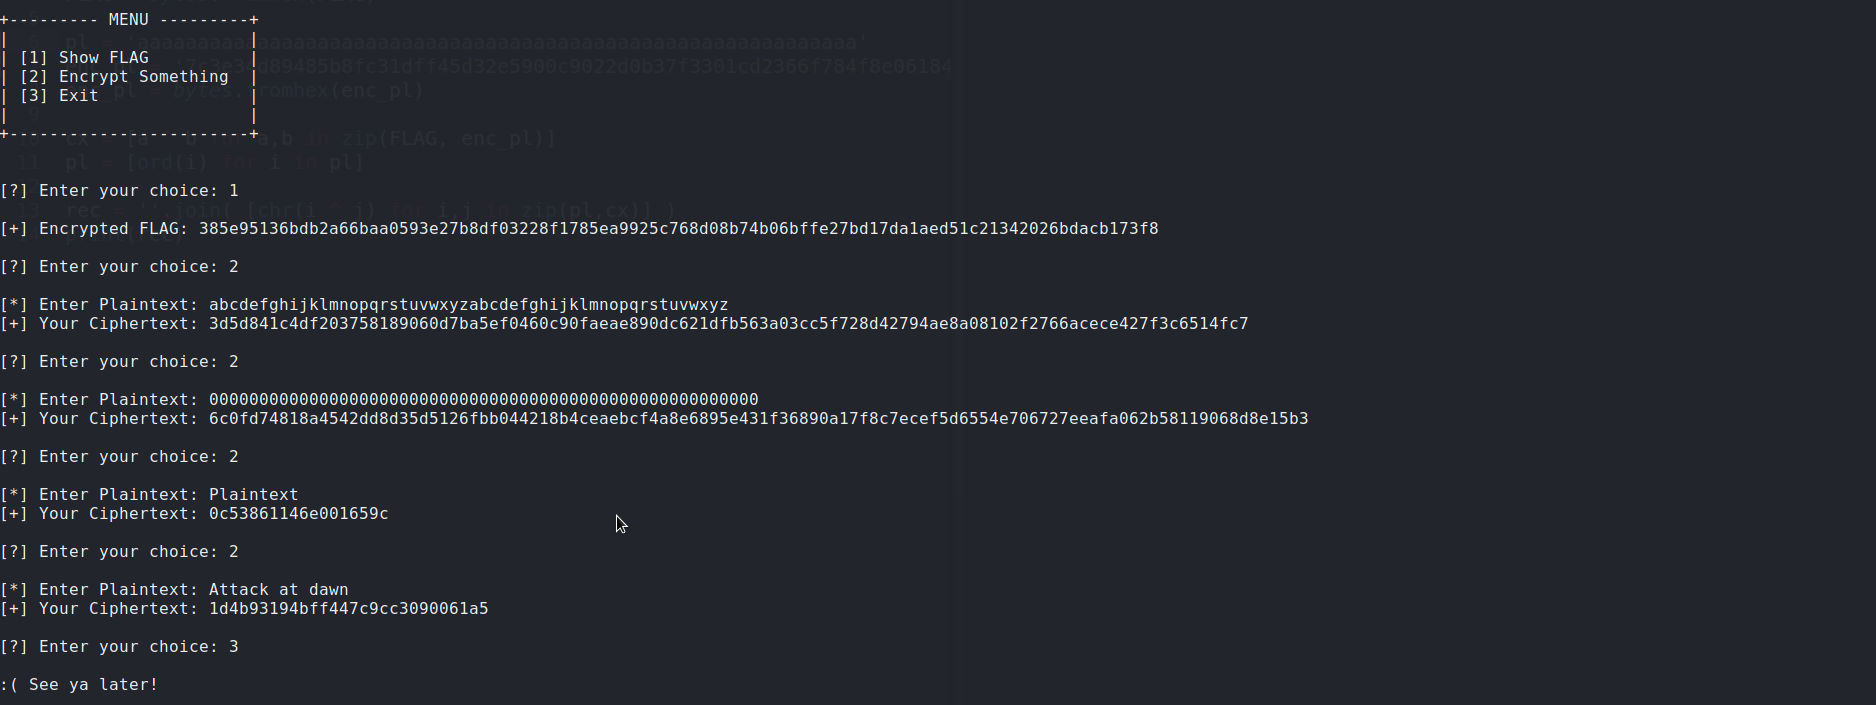 +--------- MENU ---------+
|                        |
| [1] Show FLAG          |
| [2] Encrypt Something  |
| [3] Exit               |
|                        |
+------------------------+
[?] Enter your choice: 1
[+] Encrypted FLAG: 385e95136bdb2a66baa0593e27b8df03228f1785ea9925c768d08b74b06bffe27bd17da1aed51c21342026bdacb173f8
[?] Enter your choice: 2
[*] Enter Plaintext: abcdefghijklmnopqrstuvwxyzabcdefghijklmnopqrstuvwxyz
[+] Your Ciphertext: 3d5d841c4df203758189060d7ba5ef0460c90faeae890dc621dfb563a03cc5f728d42794ae8a08102f2766acece427f3c6514fc7
[?] Enter your choice: 2
[*] Enter Plaintext: 0000000000000000000000000000000000000000000000000000000
[+] Your Ciphertext: 6c0fd74818a4542dd8d35d5126fbb044218b4ceaebcf4a8e6895e431f36890a17f8c7ecef5d6554e706727eeafa062b58119068d8e15b3
[?] Enter your choice: 2
[*] Enter Plaintext: Plaintext
[+] Your Ciphertext: 0c53861146e001659c
[?] Enter your choice: 2
[*] Enter Plaintext: Attack at dawn
[+] Your Ciphertext: 1d4b93194bff447c9cc3090061a5
[?] Enter your choice: 3
:( See ya later!